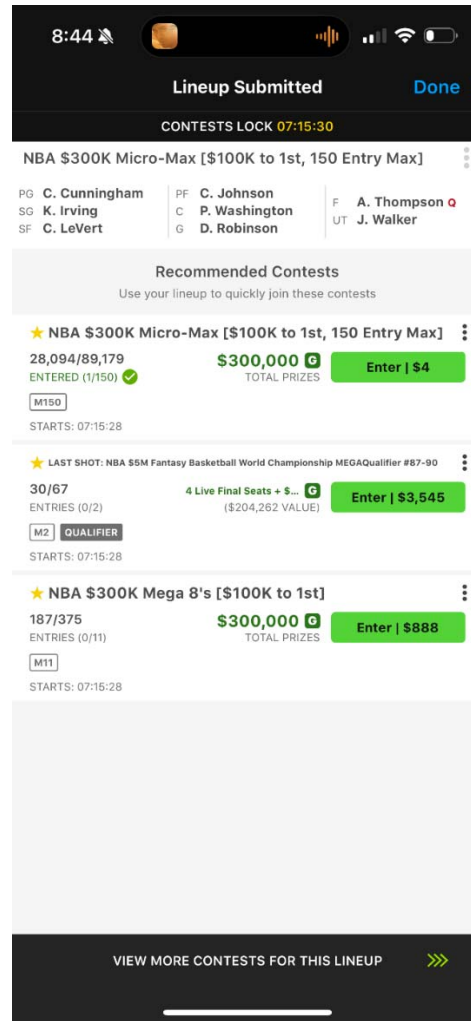 8:44
Lineup Submitted
Done
CONTESTS LOCK 07:15:30
NBA $300K Micro-Max [$100K to 1st, 150 Entry Max]
PG C. Cunningham
SG K. Irving
SF C. LeVert
PF C. Johnson
C P. Washington
G D. Robinson
F A. Thompson Q
UT J. Walker
Recommended Contests
Use your lineup to quickly join these contests
NBA $300K Micro-Max [$100K to 1st, 150 Entry Max]
28,094/89,179
ENTERED (1/150)
$300,000 G
TOTAL PRIZES
Enter | $4
M150
STARTS: 07:15:28
LAST SHOT: NBA $5M Fantasy Basketball World Championship MEGAQualifier #87-90
30/67
ENTRIES (0/2)
4 Live Final Seats + $... G
($204,262 VALUE)
Enter | $3,545
M2 QUALIFIER
STARTS: 07:15:28
NBA $300K Mega 8's [$100K to 1st]
187/375
ENTRIES (0/11)
$300,000 G
TOTAL PRIZES
Enter | $888
M11
STARTS: 07:15:28
VIEW MORE CONTESTS FOR THIS LINEUP